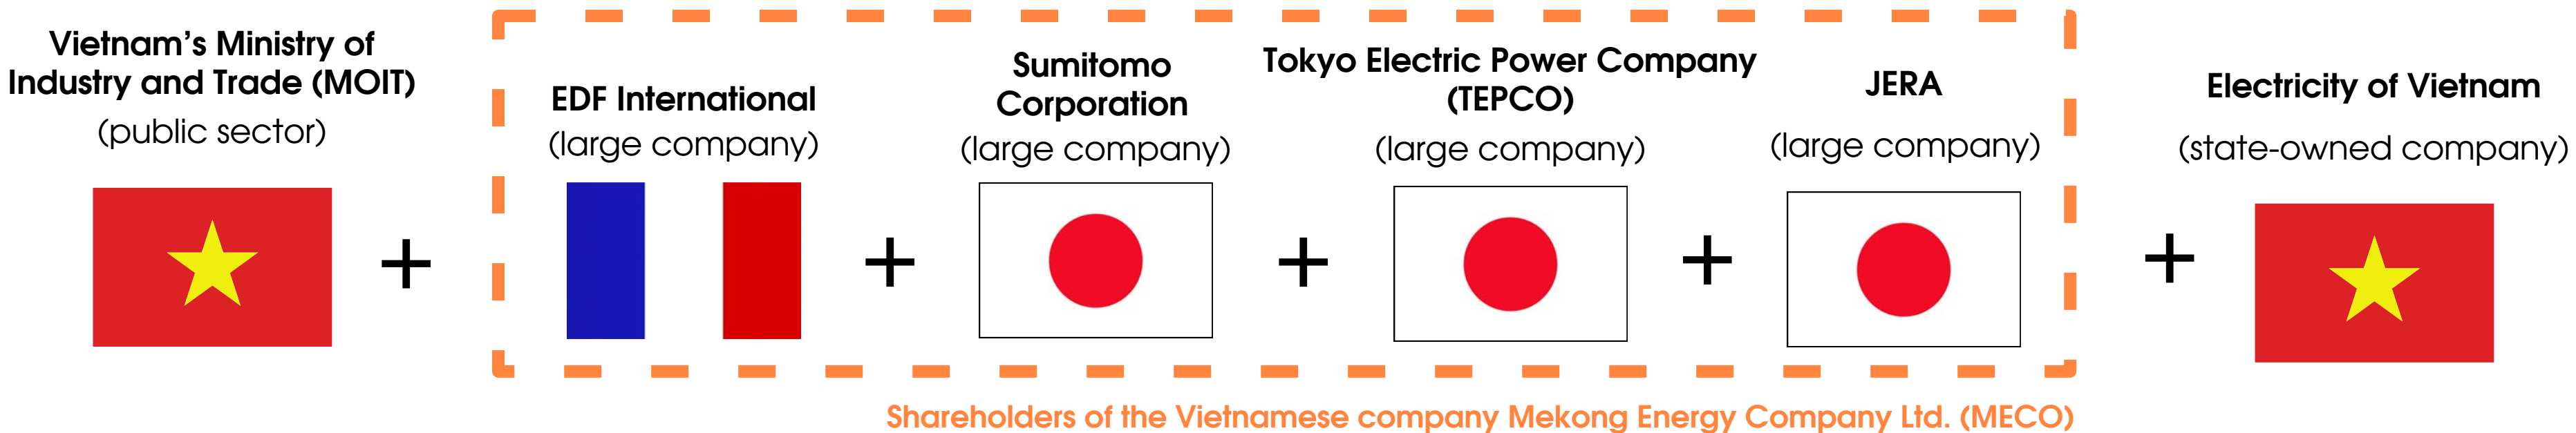 Vietnam's Ministry of
Industry and Trade (MOIT)
(public sector)
+
EDF International
(large company)
+
Sumitomo
Corporation
(large company)
+
Tokyo Electric Power Company
(TEPCO)
(large company)
+
JERA
(large company)
+
Electricity of Vietnam
(state-owned company)
Shareholders of the Vietnamese company Mekong Energy Company Ltd. (MECO)